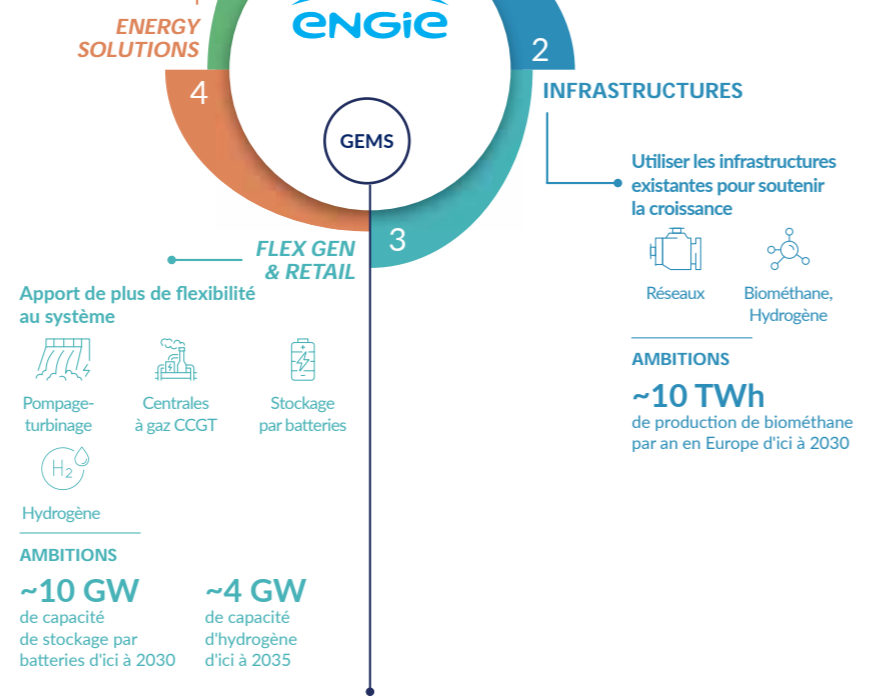 ENGIE
ENERGY
SOLUTIONS
4
2
INFRASTRUCTURES
GEMS
Utiliser les infrastructures
existantes pour soutenir
la croissance
Réseaux
Biométhane,
Hydrogène
AMBITIONS
~10 TWh
de production de biométhane
par an en Europe d'ici à 2030
3
FLEX GEN
& RETAIL
Apport de plus de flexibilité
au système
Pompage-
turbinage
Centrales
à gaz CCGT
Stockage
par batteries
H₂
Hydrogène
AMBITIONS
~10 GW
de capacité
de stockage par
batteries d'ici à 2030
~4 GW
de capacité
d'hydrogène
d'ici à 2035